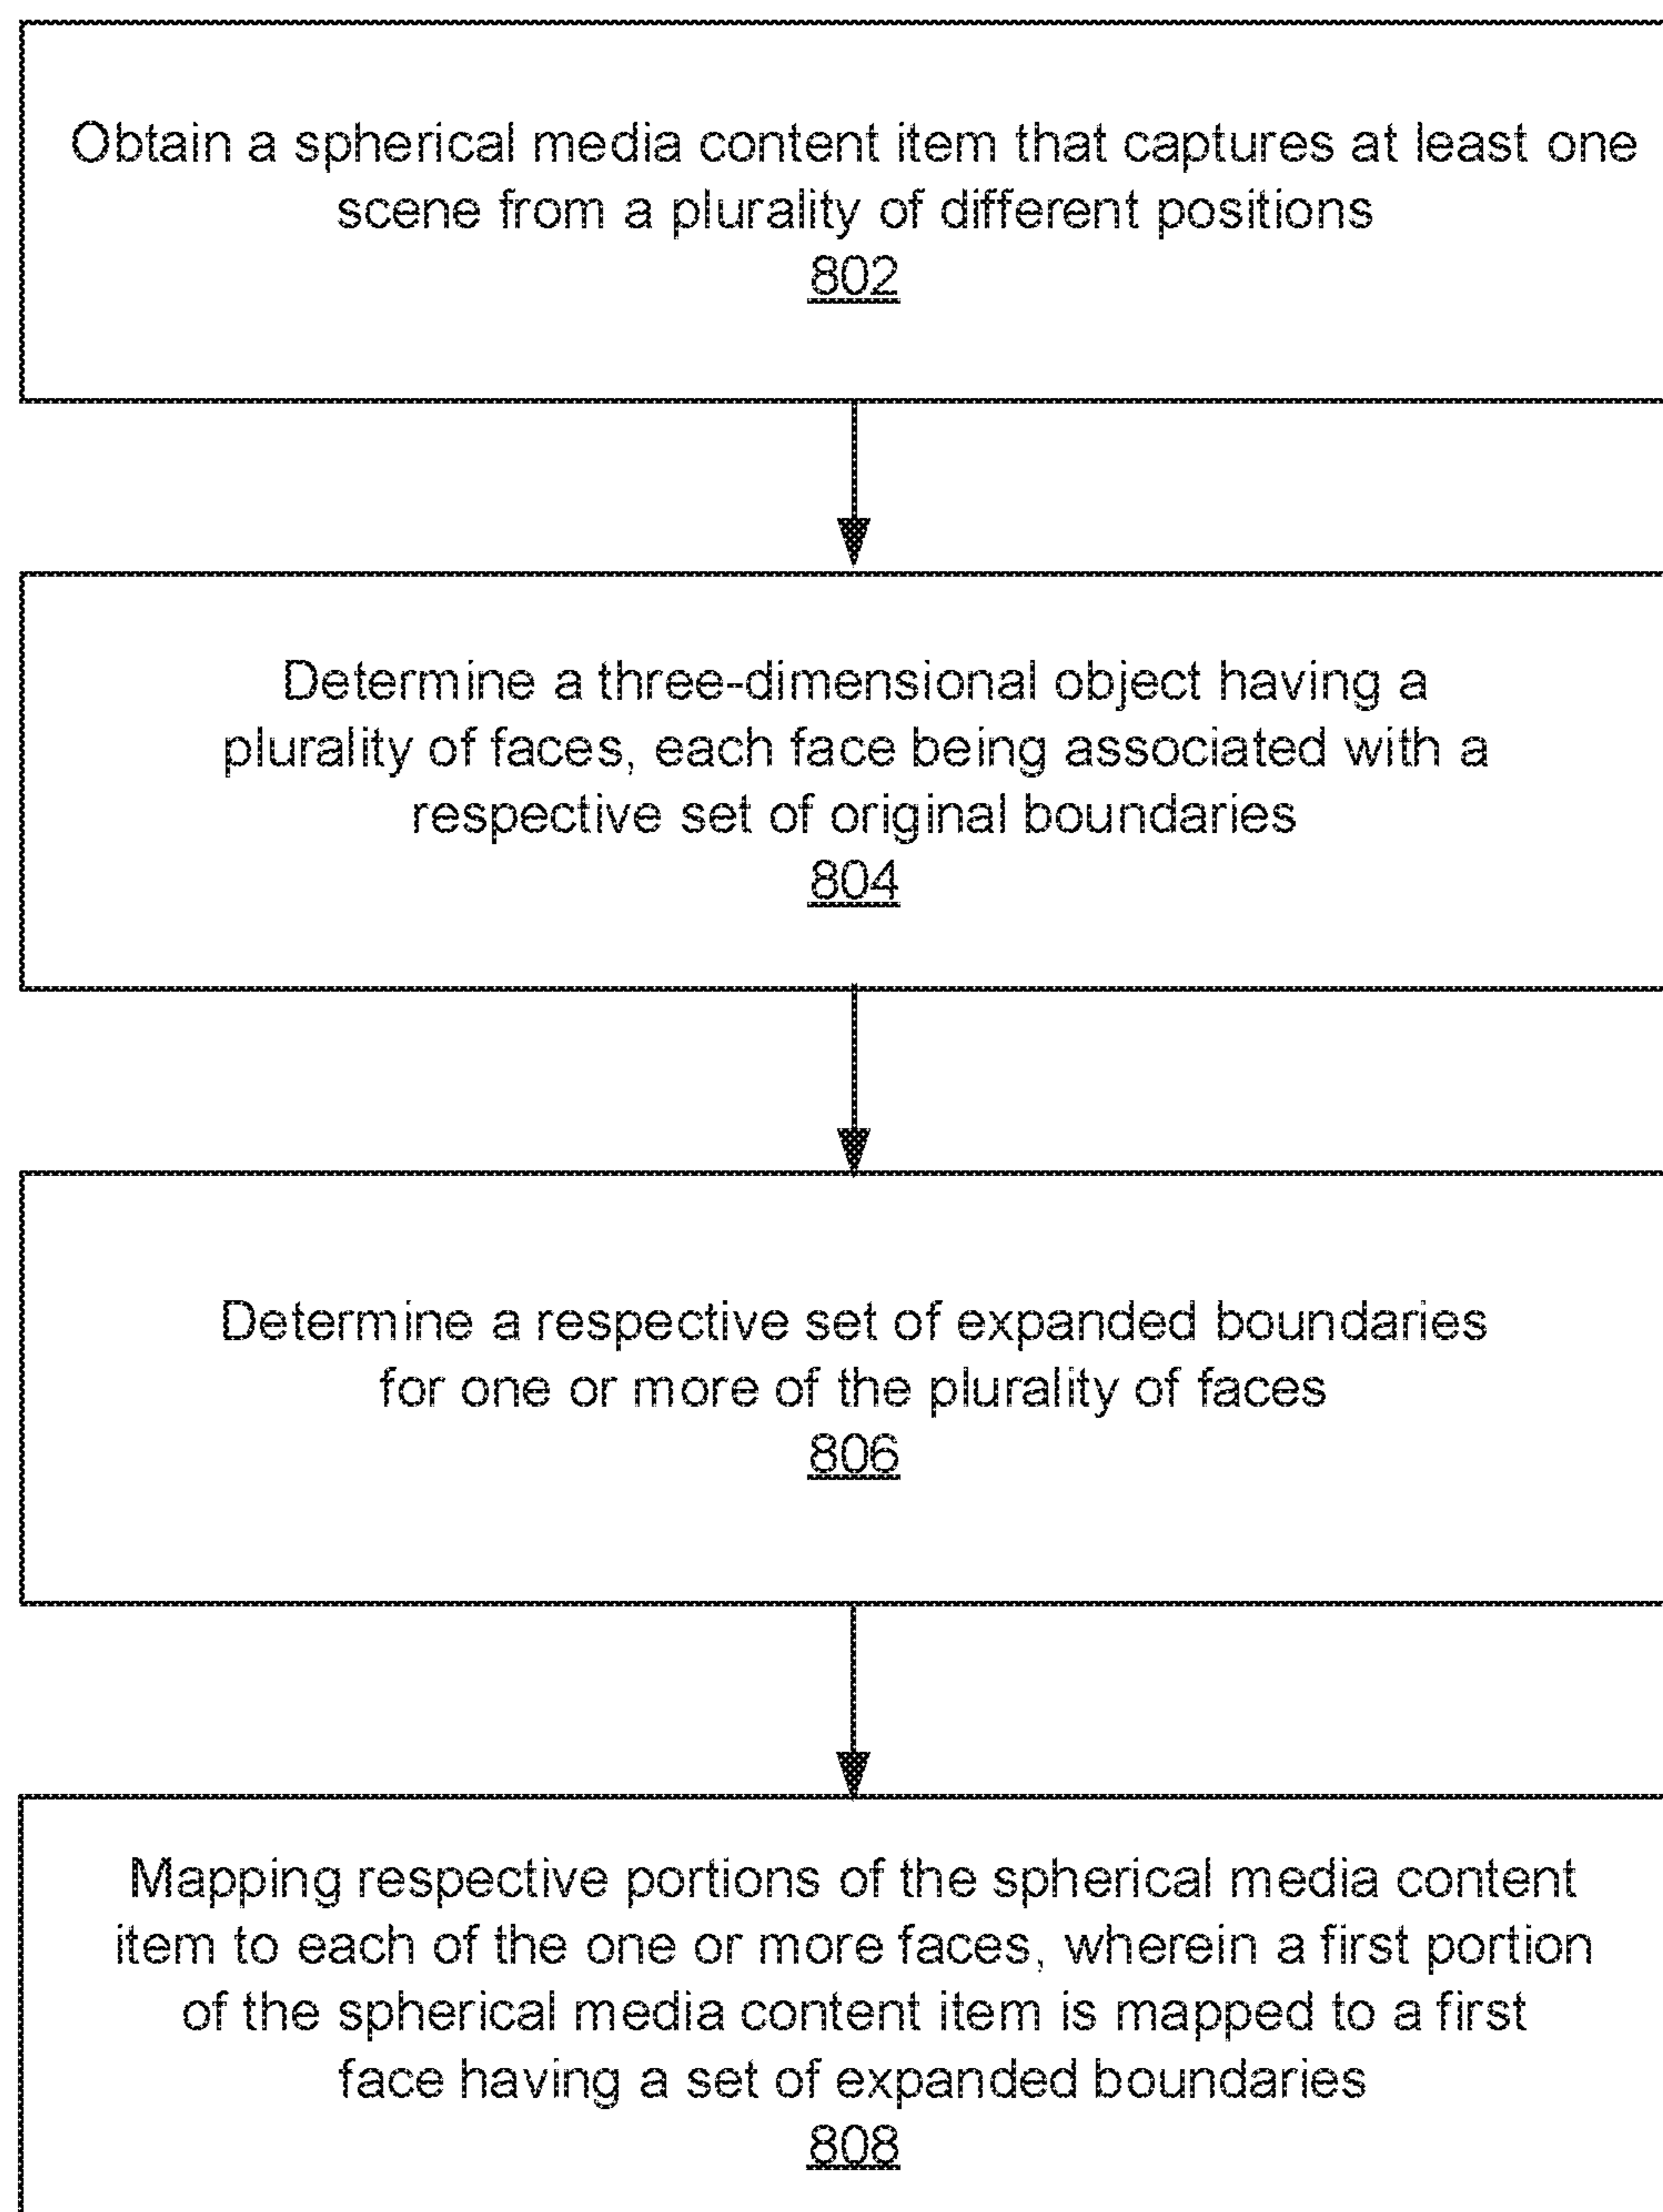 Obtain a spherical media content item that captures at least one
scene from a plurality of different positions
802
Determine a three-dimensional object having a
plurality of faces, each face being associated with a
respective set of original boundaries
804
Determine a respective set of expanded boundaries
for one or more of the plurality of faces
806
Mapping respective portions of the spherical media content
item to each of the one or more faces, wherein a first portion
of the spherical media content item is mapped to a first
face having a set of expanded boundaries
808